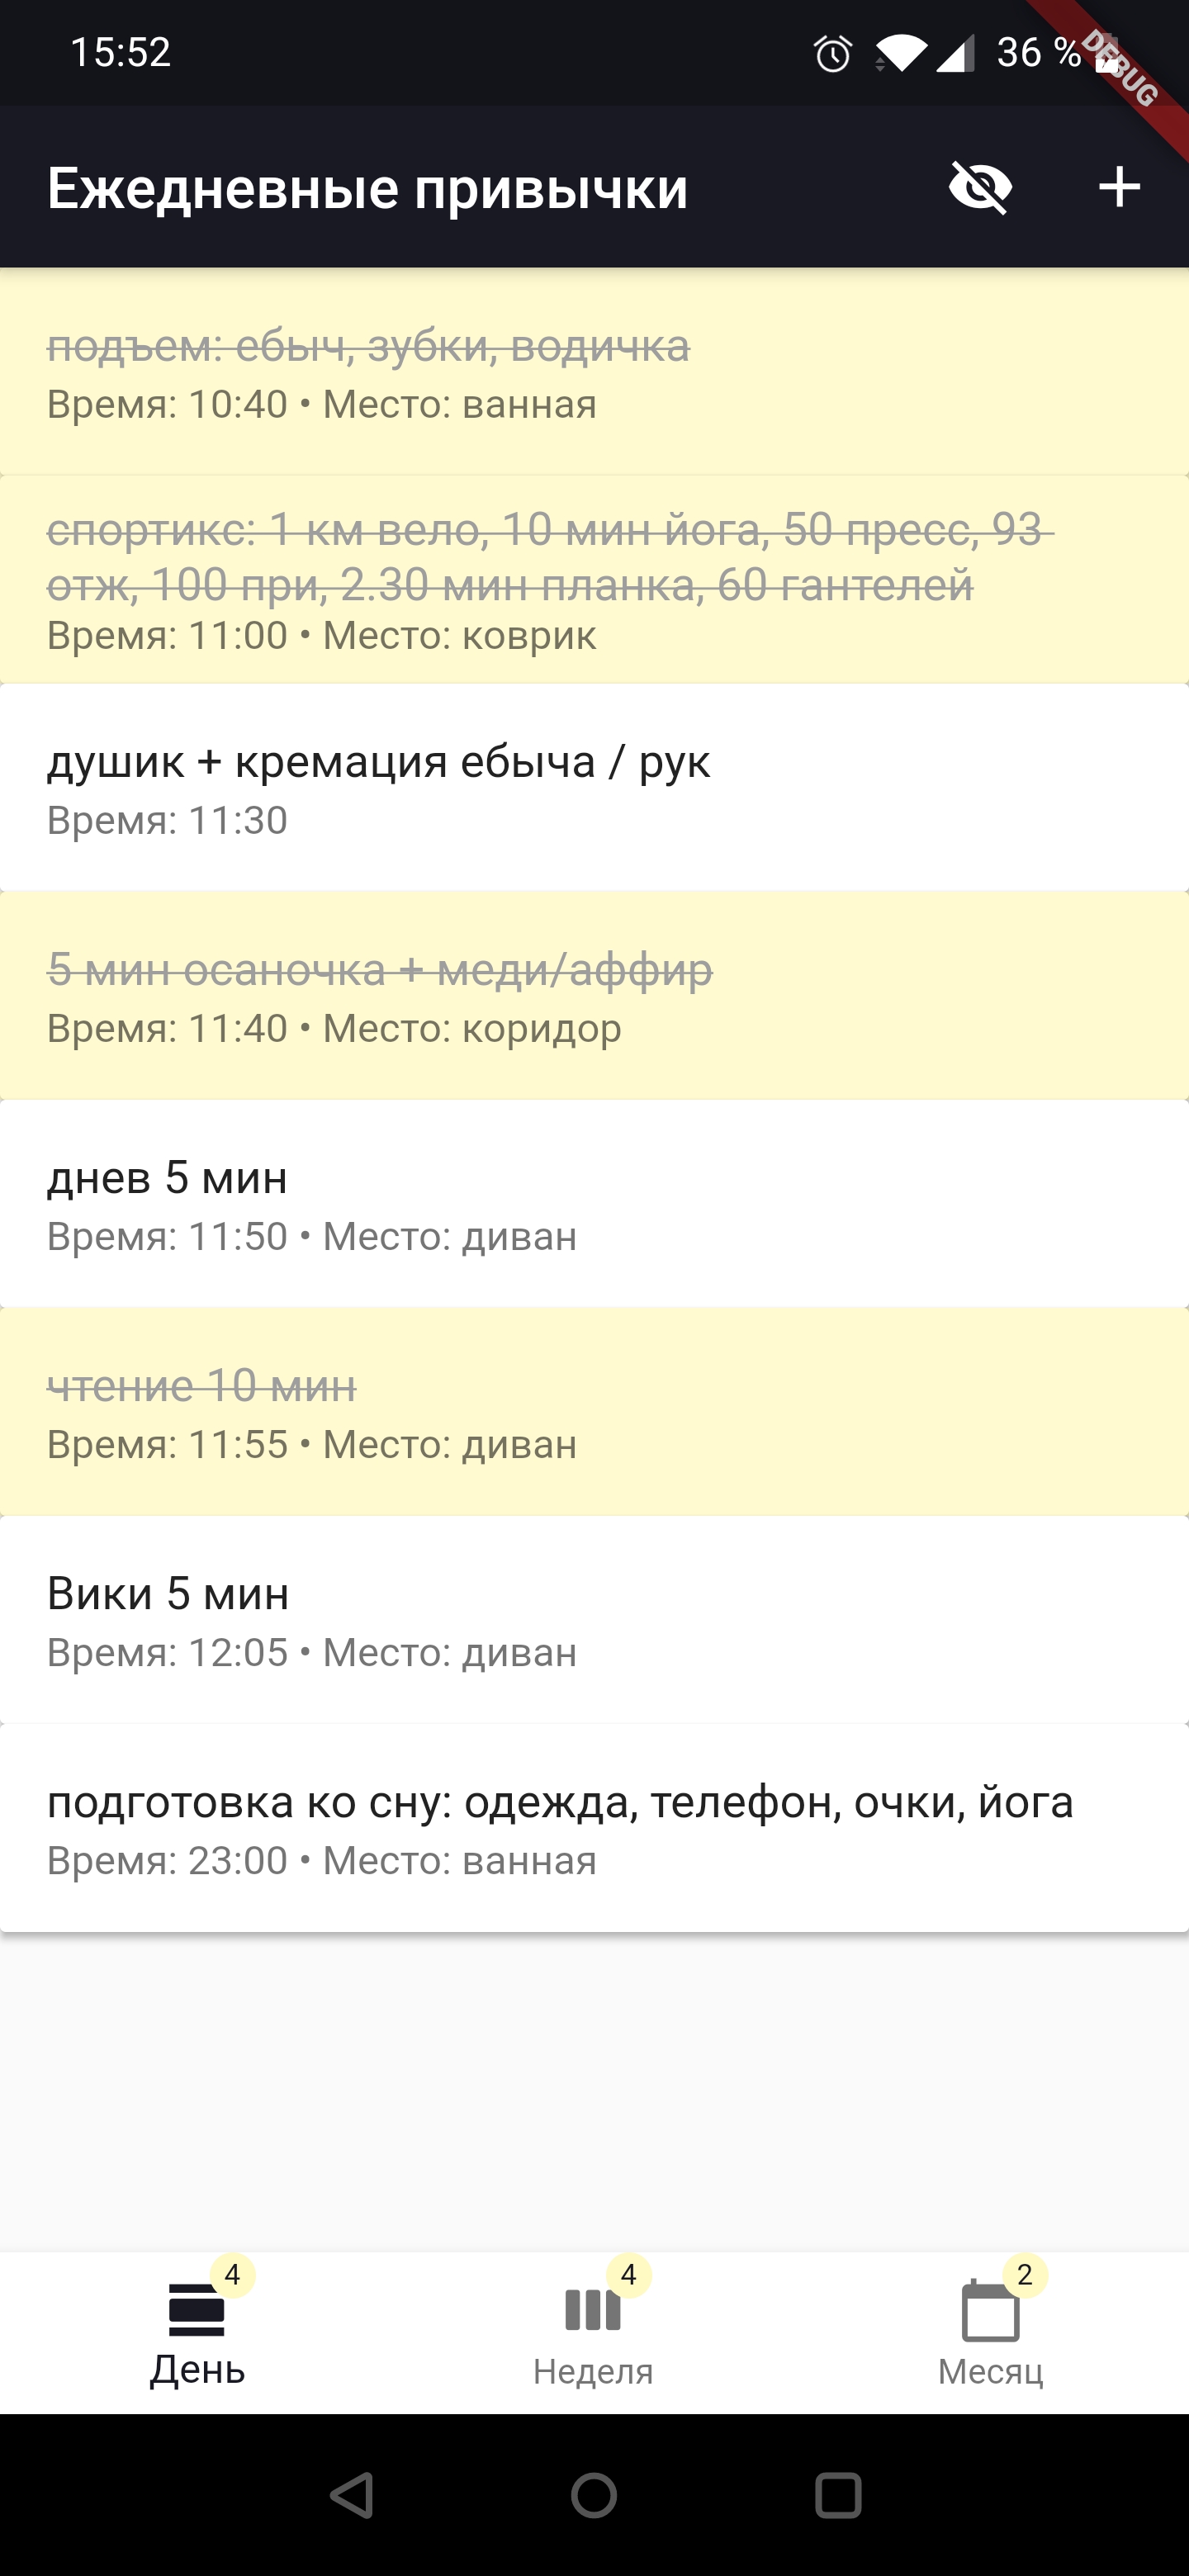 15:52
36 %
DEBUG
Ежедневные привычки
подъем: ебыч, зубки, водичка
Время: 10:40 • Место: ванная
спортикс: 1 км вело, 10 мин йога, 50 пресс, 93
отж, 100 при, 2.30 мин планка, 60 гантелей
Время: 11:00 • Место: коврик
душик + кремация ебыча / рук
Время: 11:30
5 мин осаночка + меди/аффир
Время: 11:40 • Место: коридор
днев 5 мин
Время: 11:50 • Место: диван
чтение 10 мин
Время: 11:55 • Место: диван
Вики 5 мин
Время: 12:05 • Место: диван
подготовка ко сну: одежда, телефон, очки, йога
Время: 23:00 • Место: ванная
4
4
2
День
Неделя
Месяц